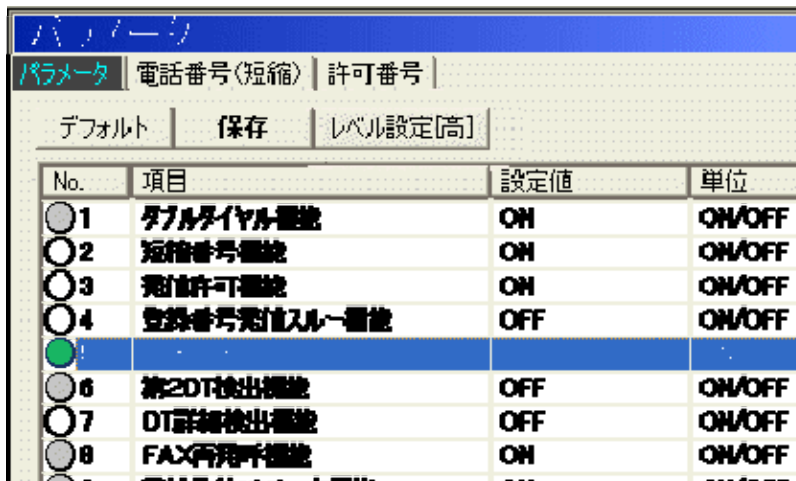 パラメータ 電話番号(短縮) 許可番号
デフォルト 保存 レベル設定[高]
No. 項目 設定値 単位
1 ダブルダイヤル機能 ON ON/OFF
2 短縮番号機能 ON ON/OFF
3 発信許可機能 ON ON/OFF
4 登録番号発信スルー機能 OFF ON/OFF
6 第2DT検出機能 OFF ON/OFF
7 DT詳細検出機能 OFF ON/OFF
8 FAX再発呼機能 ON ON/OFF